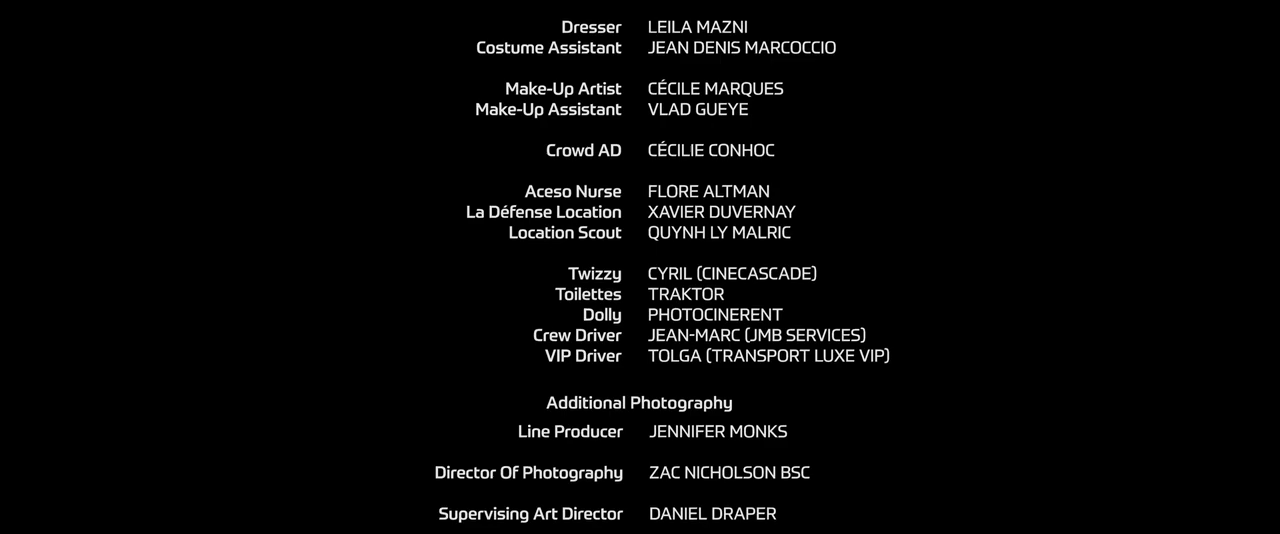 Dresser LEILA MAZNI
Costume Assistant JEAN DENIS MARCOCCIO
Make-Up Artist CÉCILE MARQUES
Make-Up Assistant VLAD GUEYE
Crowd AD CÉCILIE CONHOC
Aceso Nurse FLORE ALTMAN
La Défense Location XAVIER DUVERNAY
Location Scout QUYNH LY MALRIC
Twizzy CYRIL (CINECASCADE)
Toilettes TRAKTOR
Dolly PHOTOCINERENT
Crew Driver JEAN-MARC (JMB SERVICES)
VIP Driver TOLGA (TRANSPORT LUXE VIP)
Additional Photography
Line Producer JENNIFER MONKS
Director Of Photography ZAC NICHOLSON BSC
Supervising Art Director DANIEL DRAPER